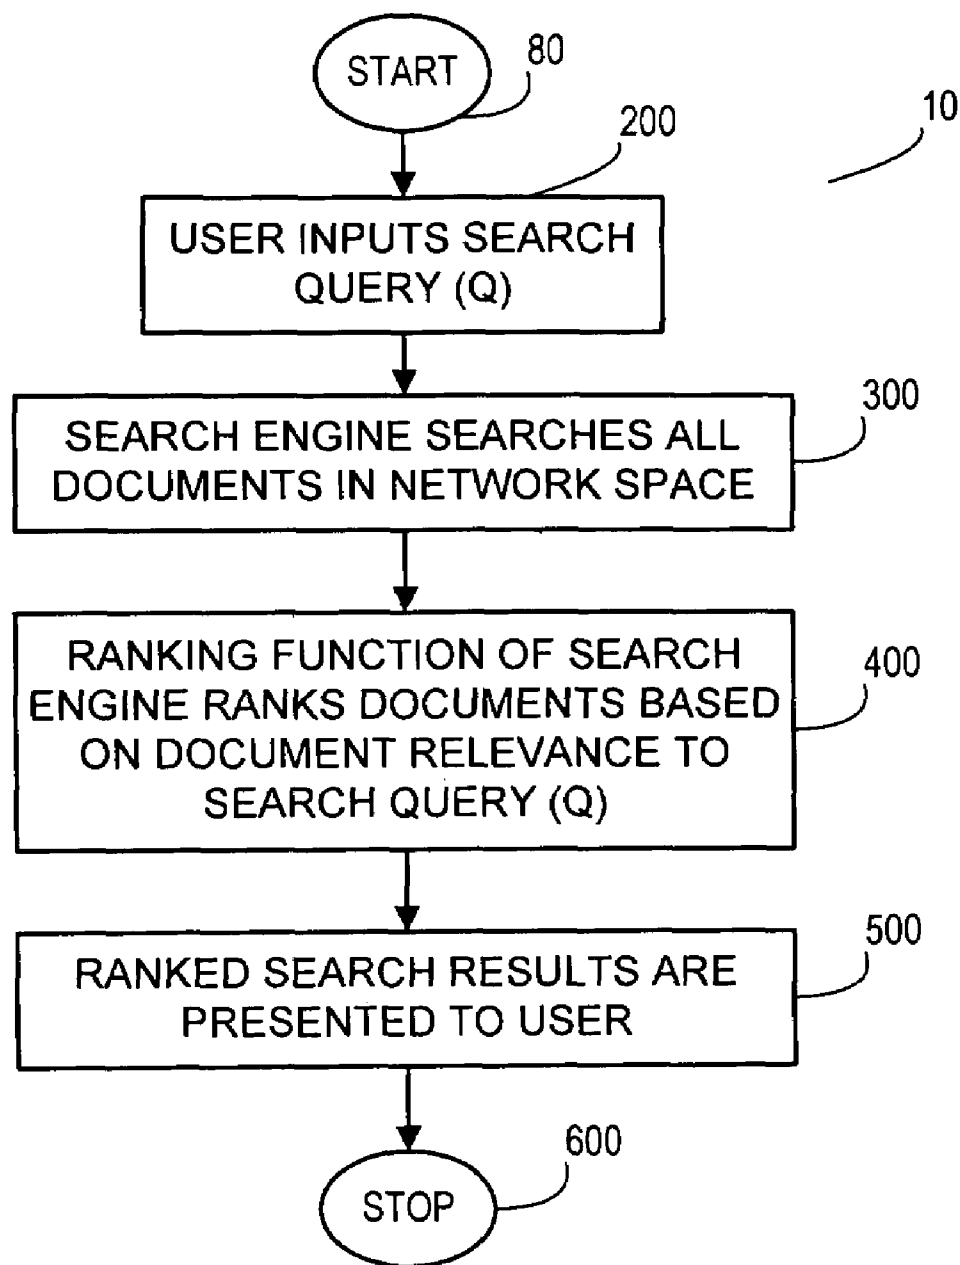 START
80
10
200
USER INPUTS SEARCH
QUERY (Q)
300
SEARCH ENGINE SEARCHES ALL
DOCUMENTS IN NETWORK SPACE
400
RANKING FUNCTION OF SEARCH
ENGINE RANKS DOCUMENTS BASED
ON DOCUMENT RELEVANCE TO
SEARCH QUERY (Q)
500
RANKED SEARCH RESULTS ARE
PRESENTED TO USER
600
STOP